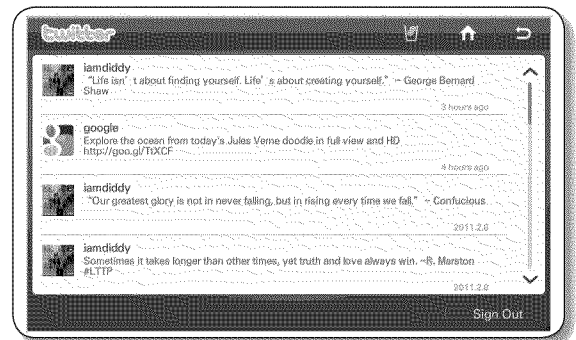 twitter
iamdiddy
“Life isn’t about finding yourself. Life’s about creating yourself.” ~ George Bernard
Shaw
3 hours ago
google
Explore the ocean from today's Jules Verne doodle in full view and HD
http://goo.gl/TtXCF
4 hours ago
iamdiddy
“Our greatest glory is not in never falling, but in rising every time we fall.” ~ Confucious
2011.2.8
iamdiddy
Sometimes it takes longer than other times, yet truth and love always win. ~R. Marston
#LTTP
2011.2.8
Sign Out